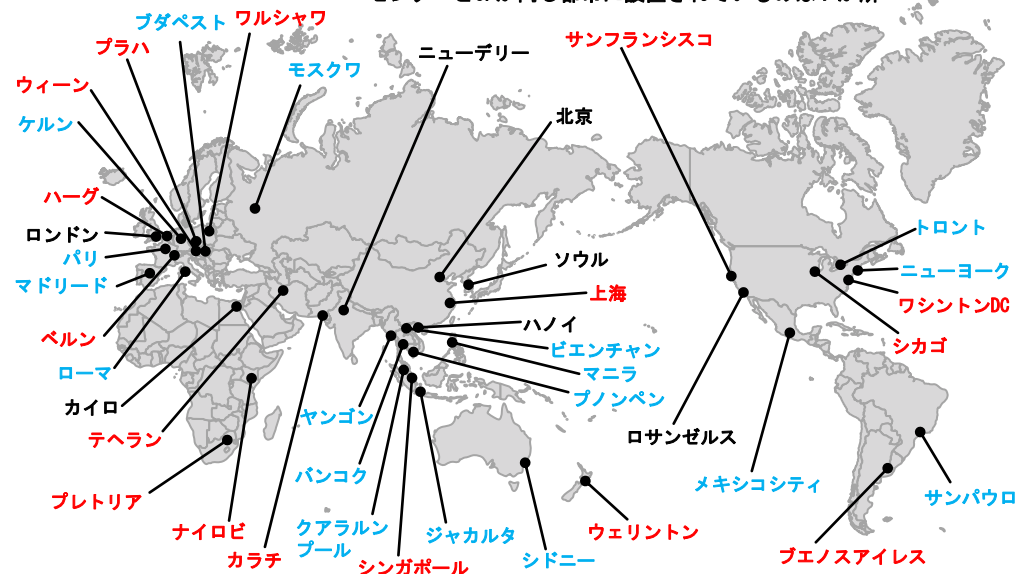 ブダペスト
ワルシャワ
プラハ
ニューデリー
サンフランシスコ
ウィーン
モスクワ
ケルン
北京
ハーグ
ロンドン
パリ
マドリード
トロント
ソウル
ニューヨーク
上海
ワシントンDC
ベルン
ハノイ
シカゴ
ビエンチャン
ローマ
マニラ
プノンペン
カイロ
ヤンゴン
テヘラン
ロサンゼルス
バンコク
メキシコシティ
サンパウロ
プレトリア
ナイロビ
カラチ
クアラルン
プール
ジャカルタ
ウェリントン
シンガポール
シドニー
ブエノスアイレス